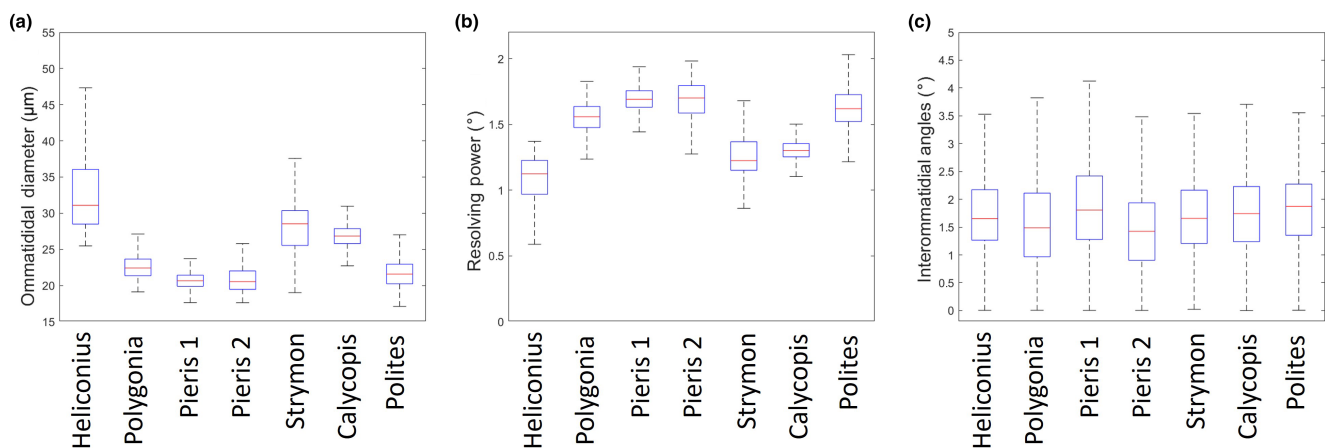 (a)
Ommatididal diameter (µm)
55
50
45
40
35
30
25
20
15
Heliconius
Polygonia
Pieris 1
Pieris 2
Strymon
Calycopis
Polites
(b)
Resolving power (°)
2
1.5
1
0.5
0
Heliconius
Polygonia
Pieris 1
Pieris 2
Strymon
Calycopis
Polites
(c)
Interommatidial angles (°)
5
4.5
4
3.5
3
2.5
2
1.5
1
0.5
0
Heliconius
Polygonia
Pieris 1
Pieris 2
Strymon
Calycopis
Polites